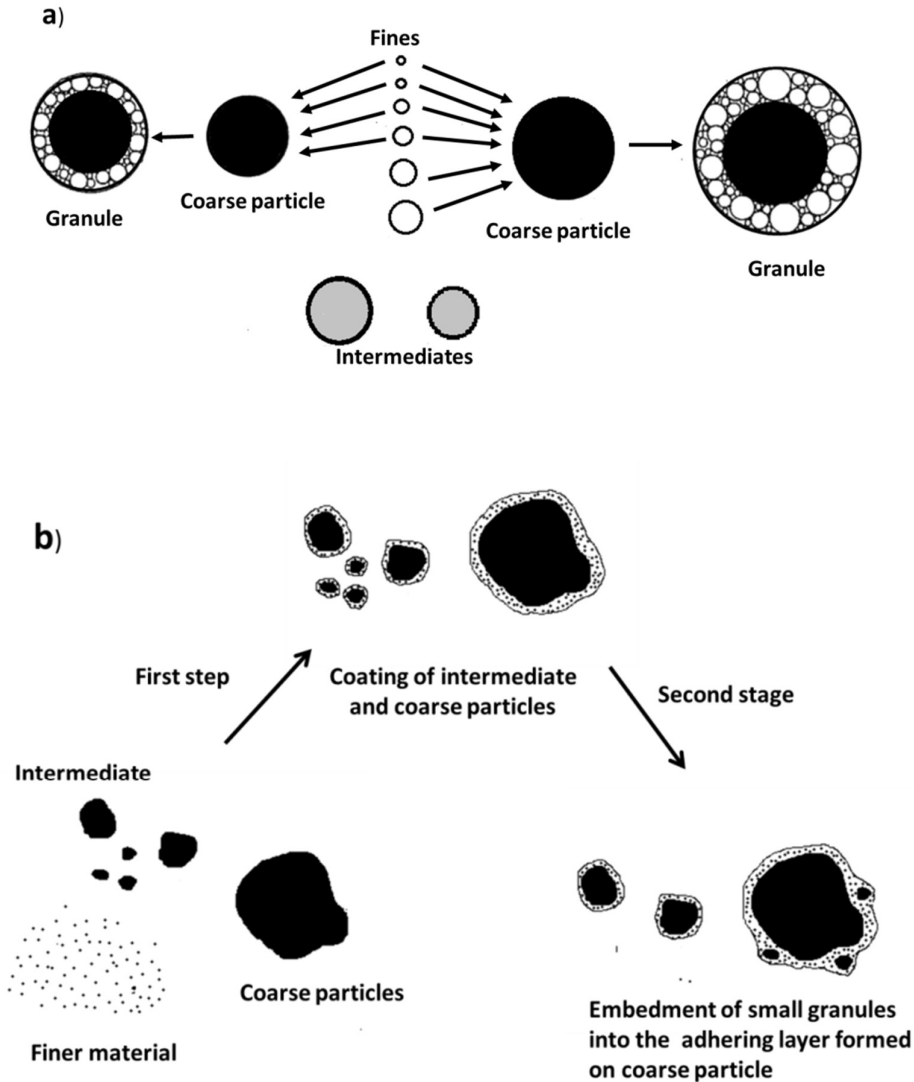 a)
Fines
Granule
Coarse particle
Coarse particle
Granule
Intermediates
b)
First step
Coating of intermediate
and coarse particles
Second stage
Intermediate
Coarse particles
Finer material
Embedment of small granules
into the adhering layer formed
on coarse particle